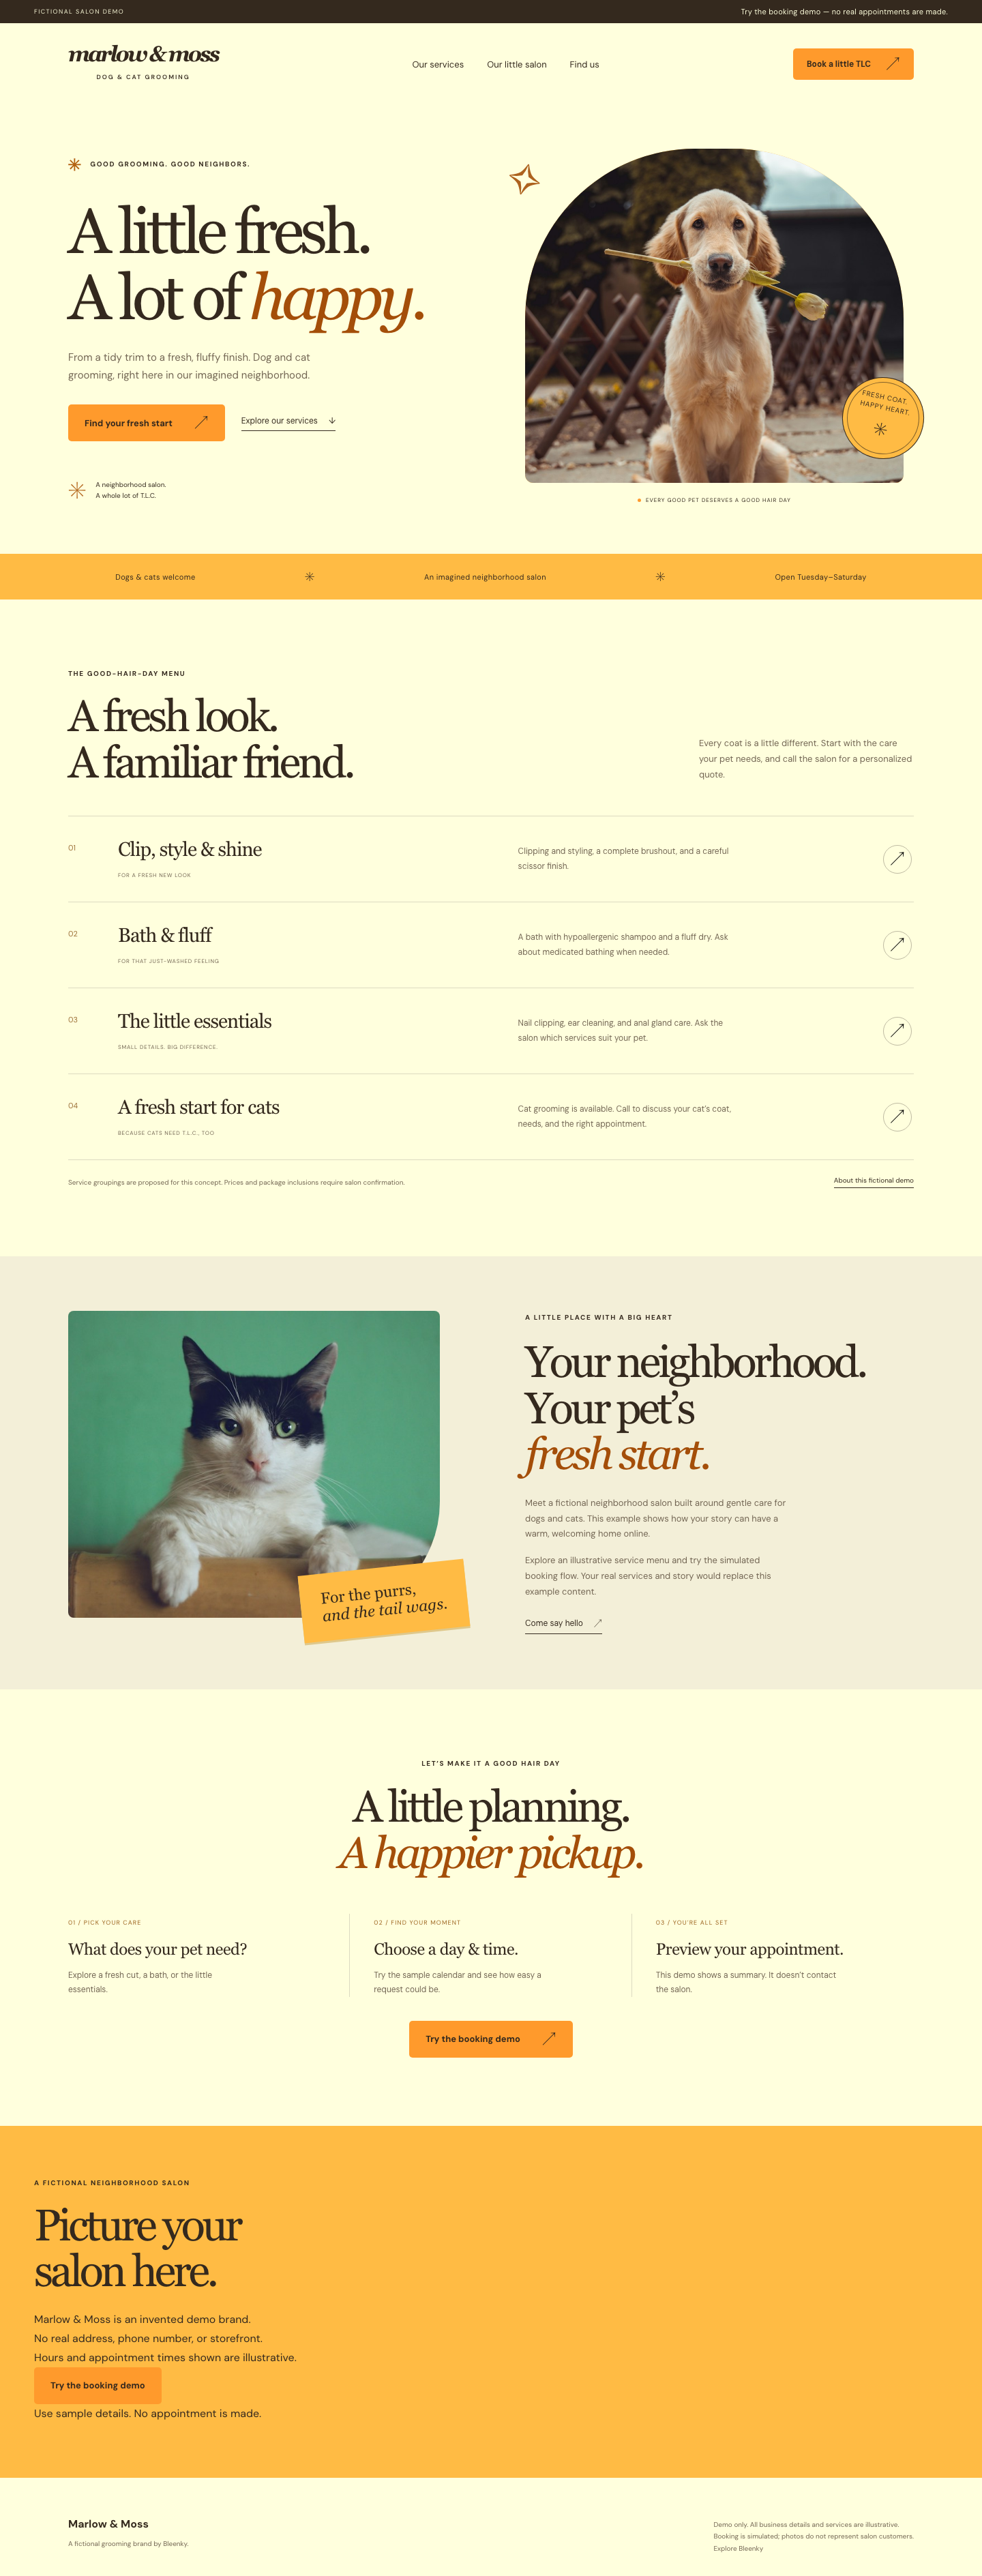 FICTIONAL SALON DEMO
Try the booking demo — no real appointments are made.
marlow & moss
DOG & CAT GROOMING
Our services
Our little salon
Find us
Book a little TLC
GOOD GROOMING. GOOD NEIGHBORS.
A little fresh.
A lot of happy.
From a tidy trim to a fresh, fluffy finish. Dog and cat
grooming, right here in our imagined neighborhood.
Find your fresh start
Explore our services
A neighborhood salon.
A whole lot of T.L.C.
FRESH COAT.
HAPPY HEART.
EVERY GOOD PET DESERVES A GOOD HAIR DAY
Dogs & cats welcome
An imagined neighborhood salon
Open Tuesday–Saturday
THE GOOD-HAIR-DAY MENU
A fresh look.
A familiar friend.
Every coat is a little different. Start with the care
your pet needs, and call the salon for a personalized
quote.
01
Clip, style & shine
FOR A FRESH NEW LOOK
Clipping and styling, a complete brushout, and a careful
scissor finish.
02
Bath & fluff
FOR THAT JUST-WASHED FEELING
A bath with hypoallergenic shampoo and a fluff dry. Ask
about medicated bathing when needed.
03
The little essentials
SMALL DETAILS. BIG DIFFERENCE.
Nail clipping, ear cleaning, and anal gland care. Ask the
salon which services suit your pet.
04
A fresh start for cats
BECAUSE CATS NEED T.L.C., TOO
Cat grooming is available. Call to discuss your cat's coat,
needs, and the right appointment.
Service groupings are proposed for this concept. Prices and package inclusions require salon confirmation.
About this fictional demo
A LITTLE PLACE WITH A BIG HEART
Your neighborhood.
Your pet's
fresh start.
Meet a fictional neighborhood salon built around gentle care for
dogs and cats. This example shows how your story can have a
warm, welcoming home online.
Explore an illustrative service menu and try the simulated
booking flow. Your real services and story would replace this
example content.
Come say hello
For the purrs,
and the tail wags.
LET'S MAKE IT A GOOD HAIR DAY
A little planning.
A happier pickup.
01 / PICK YOUR CARE
What does your pet need?
Explore a fresh cut, a bath, or the little
essentials.
02 / FIND YOUR MOMENT
Choose a day & time.
Try the sample calendar and see how easy a
request could be.
03 / YOU'RE ALL SET
Preview your appointment.
This demo shows a summary. It doesn't contact
the salon.
Try the booking demo
A FICTIONAL NEIGHBORHOOD SALON
Picture your
salon here.
Marlow & Moss is an invented demo brand.
No real address, phone number, or storefront.
Hours and appointment times shown are illustrative.
Try the booking demo
Use sample details. No appointment is made.
Marlow & Moss
A fictional grooming brand by Bleenky.
Demo only. All business details and services are illustrative.
Booking is simulated; photos do not represent salon customers.
Explore Bleenky